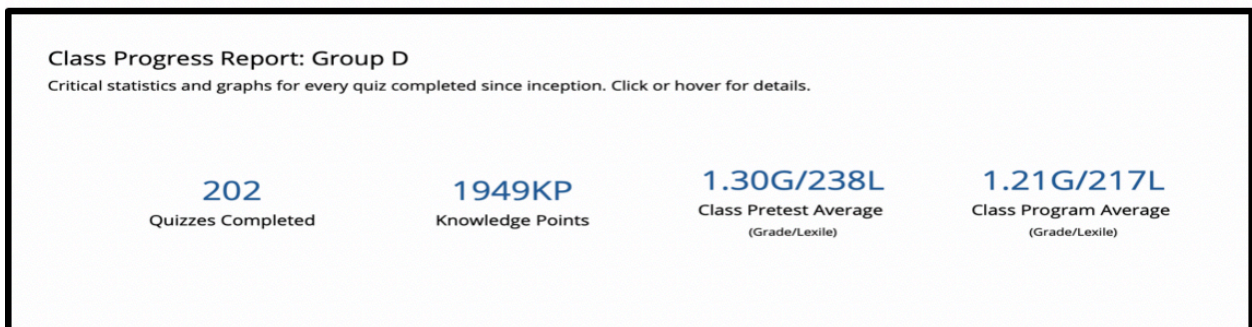 Class Progress Report: Group D
Critical statistics and graphs for every quiz completed since inception. Click or hover for details.
202
Quizzes Completed
1949KP
Knowledge Points
1.30G/238L
Class Pretest Average
(Grade/Lexile)
1.21G/217L
Class Program Average
(Grade/Lexile)